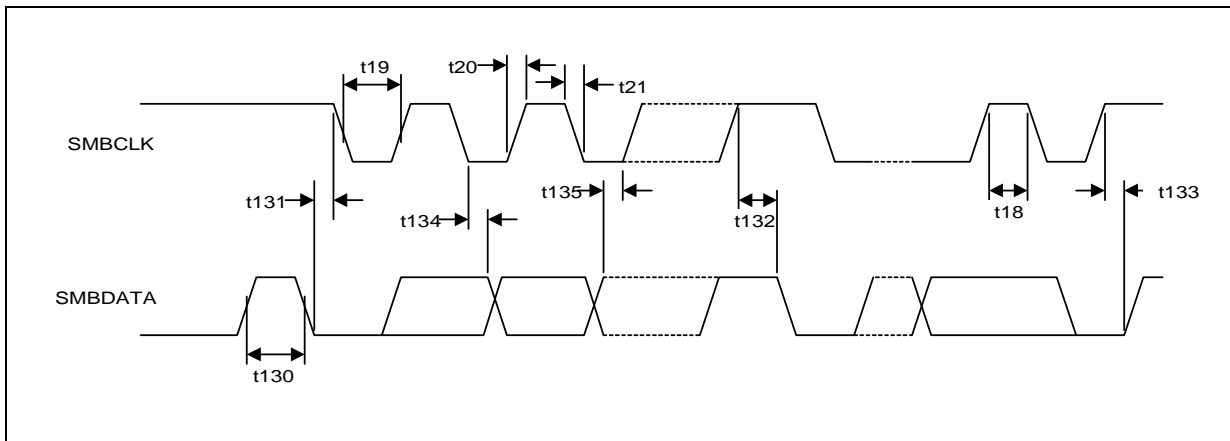 t19
t20
t21
SMBCLK
t131
t134
t135
t132
t18
t133
SMBDATA
t130